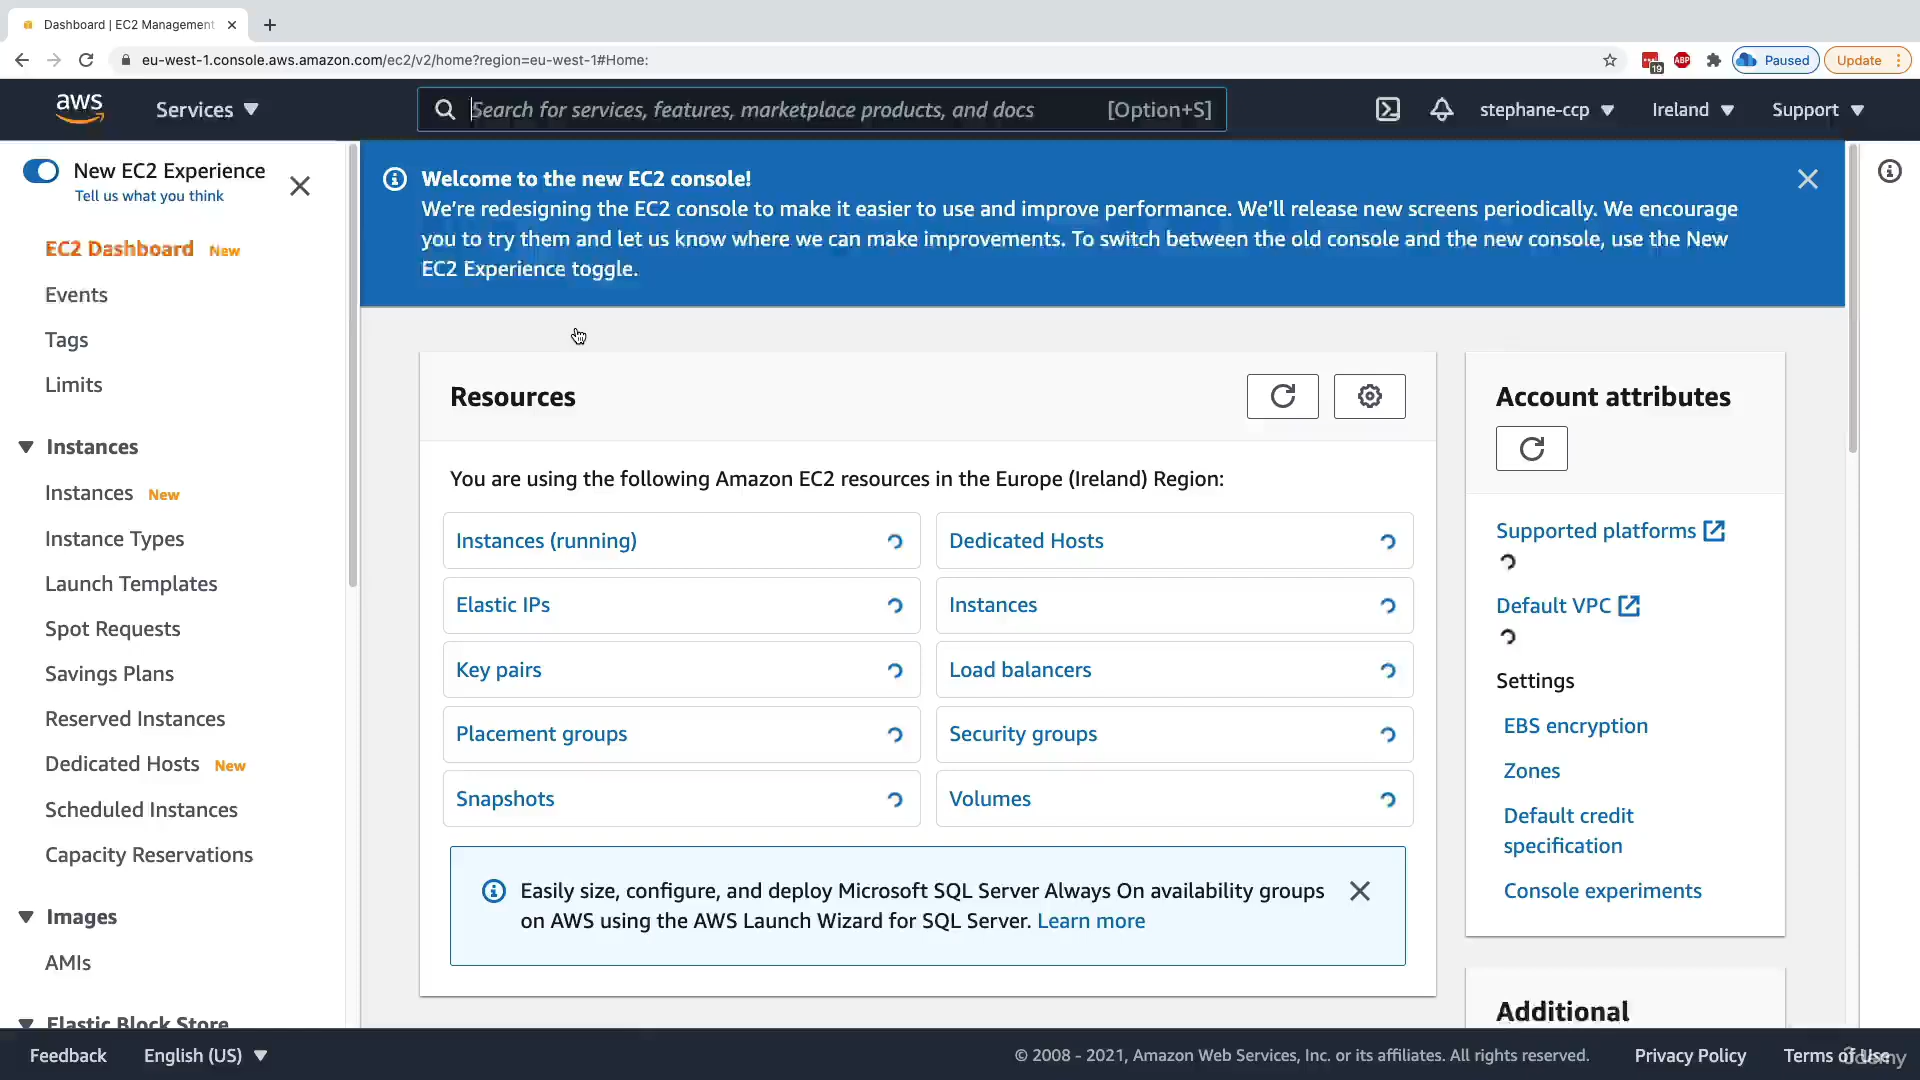 Dashboard | EC2 Management
eu-west-1.console.aws.amazon.com/ec2/v2/home?region=eu-west-1#Home:
19
ABP
Paused
Update
aws
Services
Search for services, features, marketplace products, and docs
[Option+S]
stephane-ccp
Ireland
Support
New EC2 Experience
Tell us what you think
EC2 Dashboard New
Events
Tags
Limits
Instances
Instances New
Instance Types
Launch Templates
Spot Requests
Savings Plans
Reserved Instances
Dedicated Hosts New
Scheduled Instances
Capacity Reservations
Images
AMIs
Elastic Block Store
Welcome to the new EC2 console!
We're redesigning the EC2 console to make it easier to use and improve performance. We'll release new screens periodically. We encourage
you to try them and let us know where we can make improvements. To switch between the old console and the new console, use the New
EC2 Experience toggle.
Resources
You are using the following Amazon EC2 resources in the Europe (Ireland) Region:
Instances (running)
Dedicated Hosts
Elastic IPs
Instances
Key pairs
Load balancers
Placement groups
Security groups
Snapshots
Volumes
Easily size, configure, and deploy Microsoft SQL Server Always On availability groups
on AWS using the AWS Launch Wizard for SQL Server. Learn more
Account attributes
Supported platforms
Default VPC
Settings
EBS encryption
Zones
Default credit
specification
Console experiments
Additional
Feedback
English (US)
© 2008 - 2021, Amazon Web Services, Inc. or its affiliates. All rights reserved.
Privacy Policy
Terms of Use
udemy